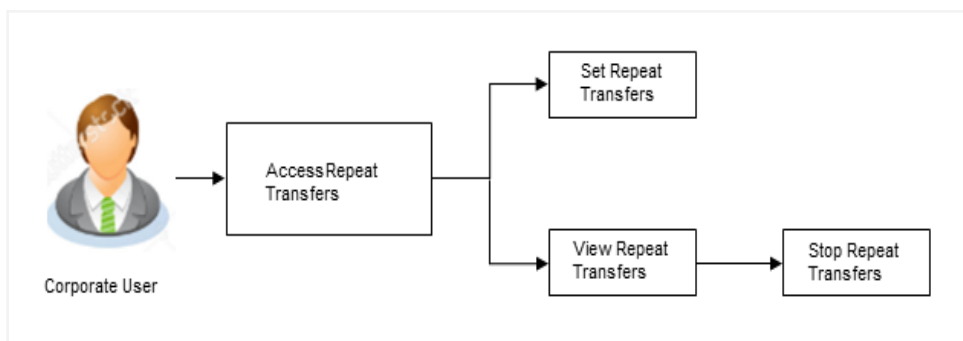 Set Repeat
Transfers
AccessRepeat
Transfers
View Repeat
Transfers
Stop Repeat
Transfers
Corporate User